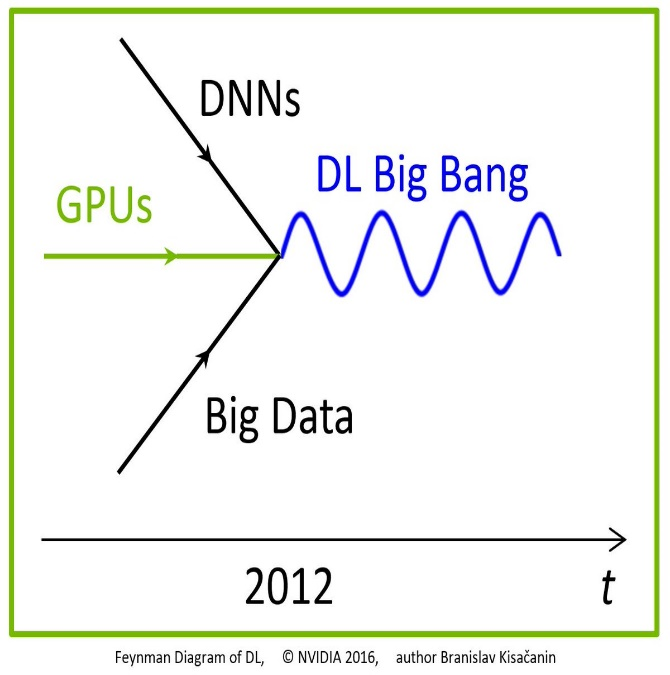 DNNs
DL Big Bang
GPUs
Big Data
2012
t
Feynman Diagram of DL, © NVIDIA 2016, author Branislav Kisačanin